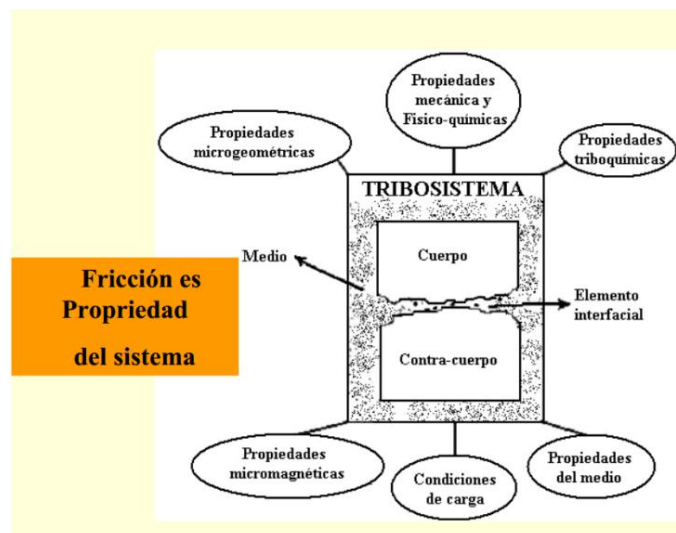 Propiedades
mecánica y
Fisico-químicas
Propiedades
microgeométricas
Propiedades
triboquímicas
TRIBOSISTEMA
Medio
Cuerpo
Fricción es
Propriedad
del sistema
Elemento
interfacial
Contra-cuerpo
Propiedades
micromagnéticas
Condiciones
de carga
Propiedades
del medio